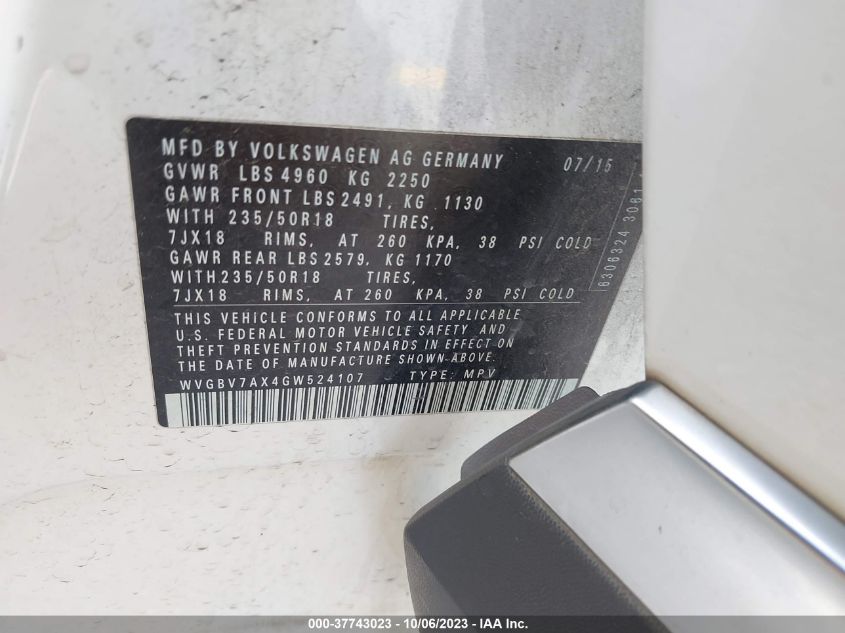 MFD BY VOLKSWAGEN AG GERMANY 07/15
GVWR LBS 4960 KG 2250
GAWR FRONT LBS 2491, KG 1130
WITH 235/50R18 TIRES,
7JX18 RIMS, AT 260 KPA, 38 PSI COLD
GAWR REAR LBS 2579, KG 1170
WITH 235/50R18 TIRES,
7JX18 RIMS, AT 260 KPA, 38 PSI COLD
THIS VEHICLE CONFORMS TO ALL APPLICABLE
U.S. FEDERAL MOTOR VEHICLE SAFETY AND
THEFT PREVENTION STANDARDS IN EFFECT ON
THE DATE OF MANUFACTURE SHOWN ABOVE.
WVGBV7AX4GW524107 TYPE: MPV
6306324 3081
000-37743023 - 10/06/2023 - IAA Inc.